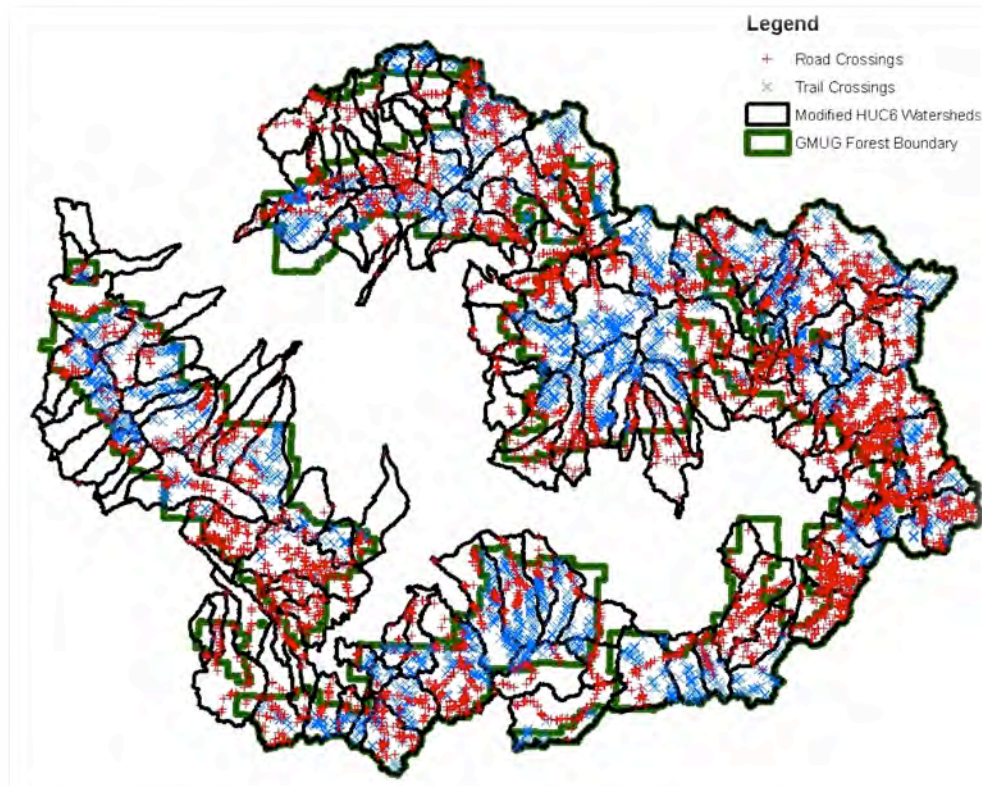 Legend
Road Crossings
Trail Crossings
Modified HUC6 Watersheds
GMUG Forest Boundary